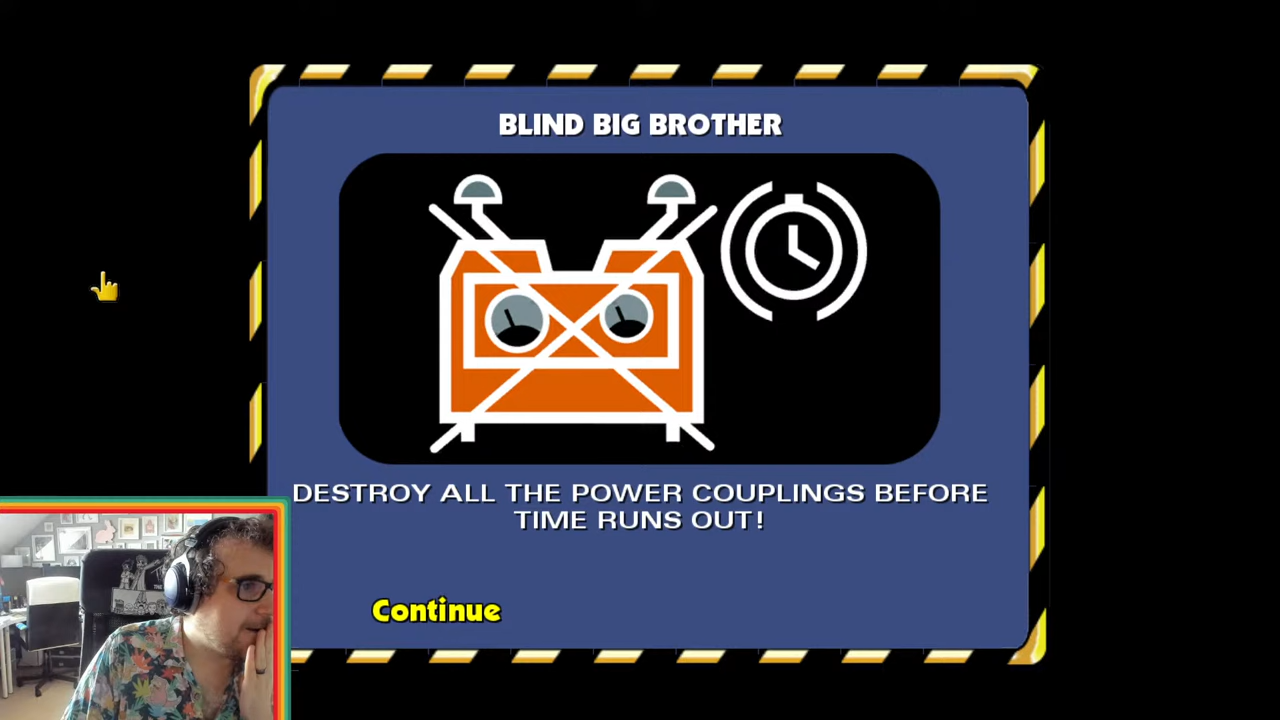 BLIND BIG BROTHER
DESTROY ALL THE POWER COUPLINGS BEFORE
TIME RUNS OUT!
Continue